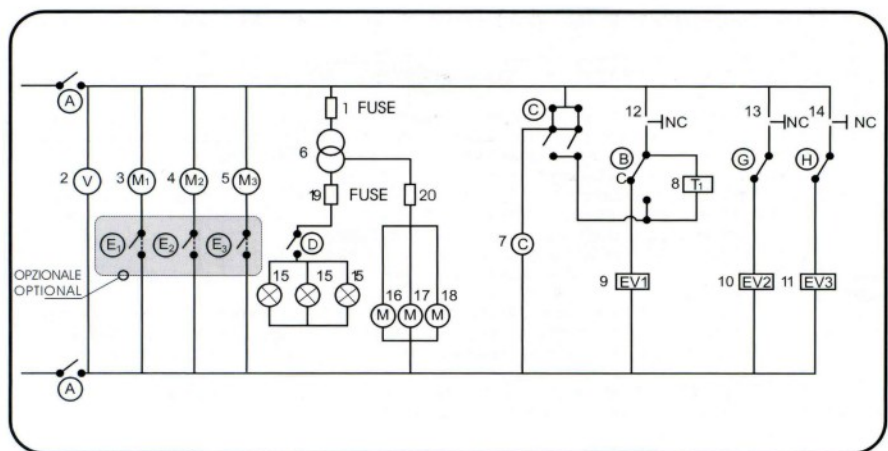 A
A
2 V
3 M1
4 M2
5 M3
E1
E2
E3
OPZIONALE
OPTIONAL
1 FUSE
6
19 FUSE
20
D
15
15
15
16
17
18
M
M
M
C
7 C
12
NC
B
C
8 T1
9 EV1
13
NC
G
10 EV2
14
NC
H
11 EV3